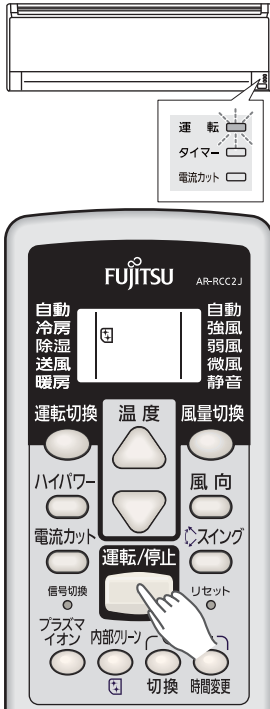 運 転
タイマー
電流カット
FUJITSU
AR-RCC2J
自動
冷房
除湿
送風
暖房
自動
強風
弱風
微風
静音
運転切換
温度
風量切換
ハイパワー
風向
電流カット
スイング
運転/停止
信号切換
リセット
プラズマ
イオン
内部クリーン
切換
時間変更